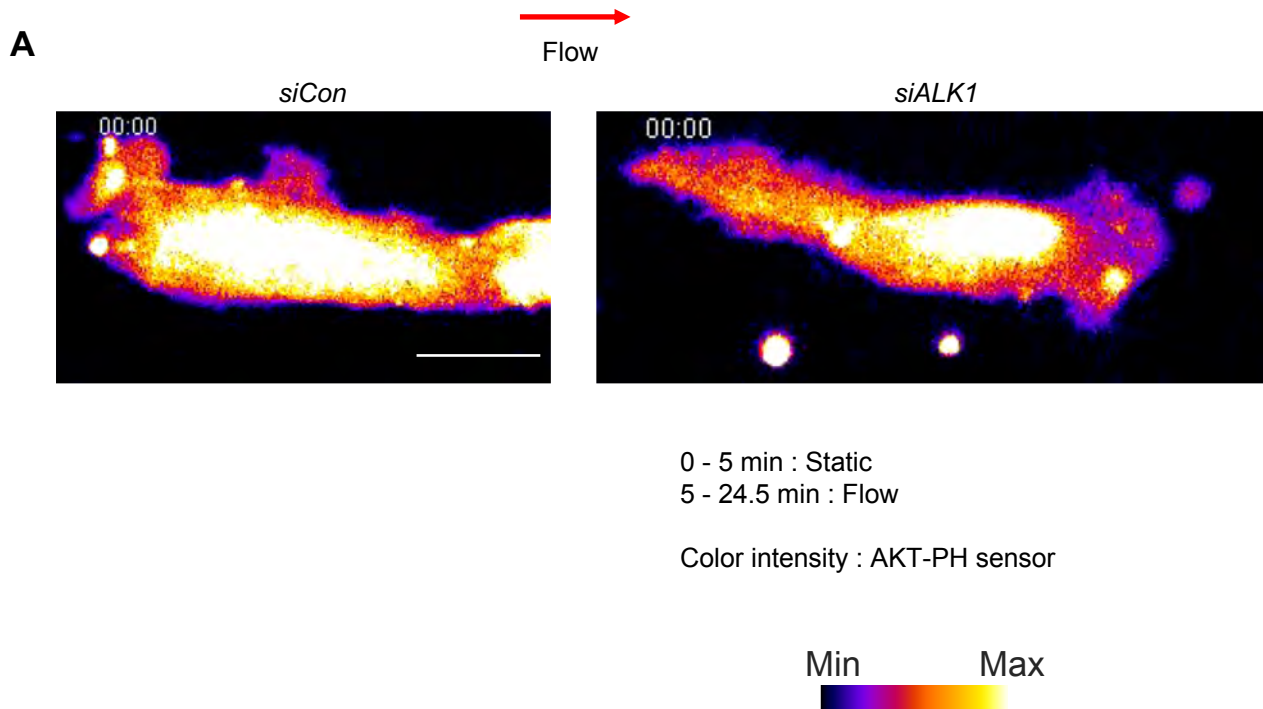 A
Flow
siCon
siALK1
00:00
00:00
0 - 5 min : Static
5 - 24.5 min : Flow
Color intensity : AKT-PH sensor
Min Max